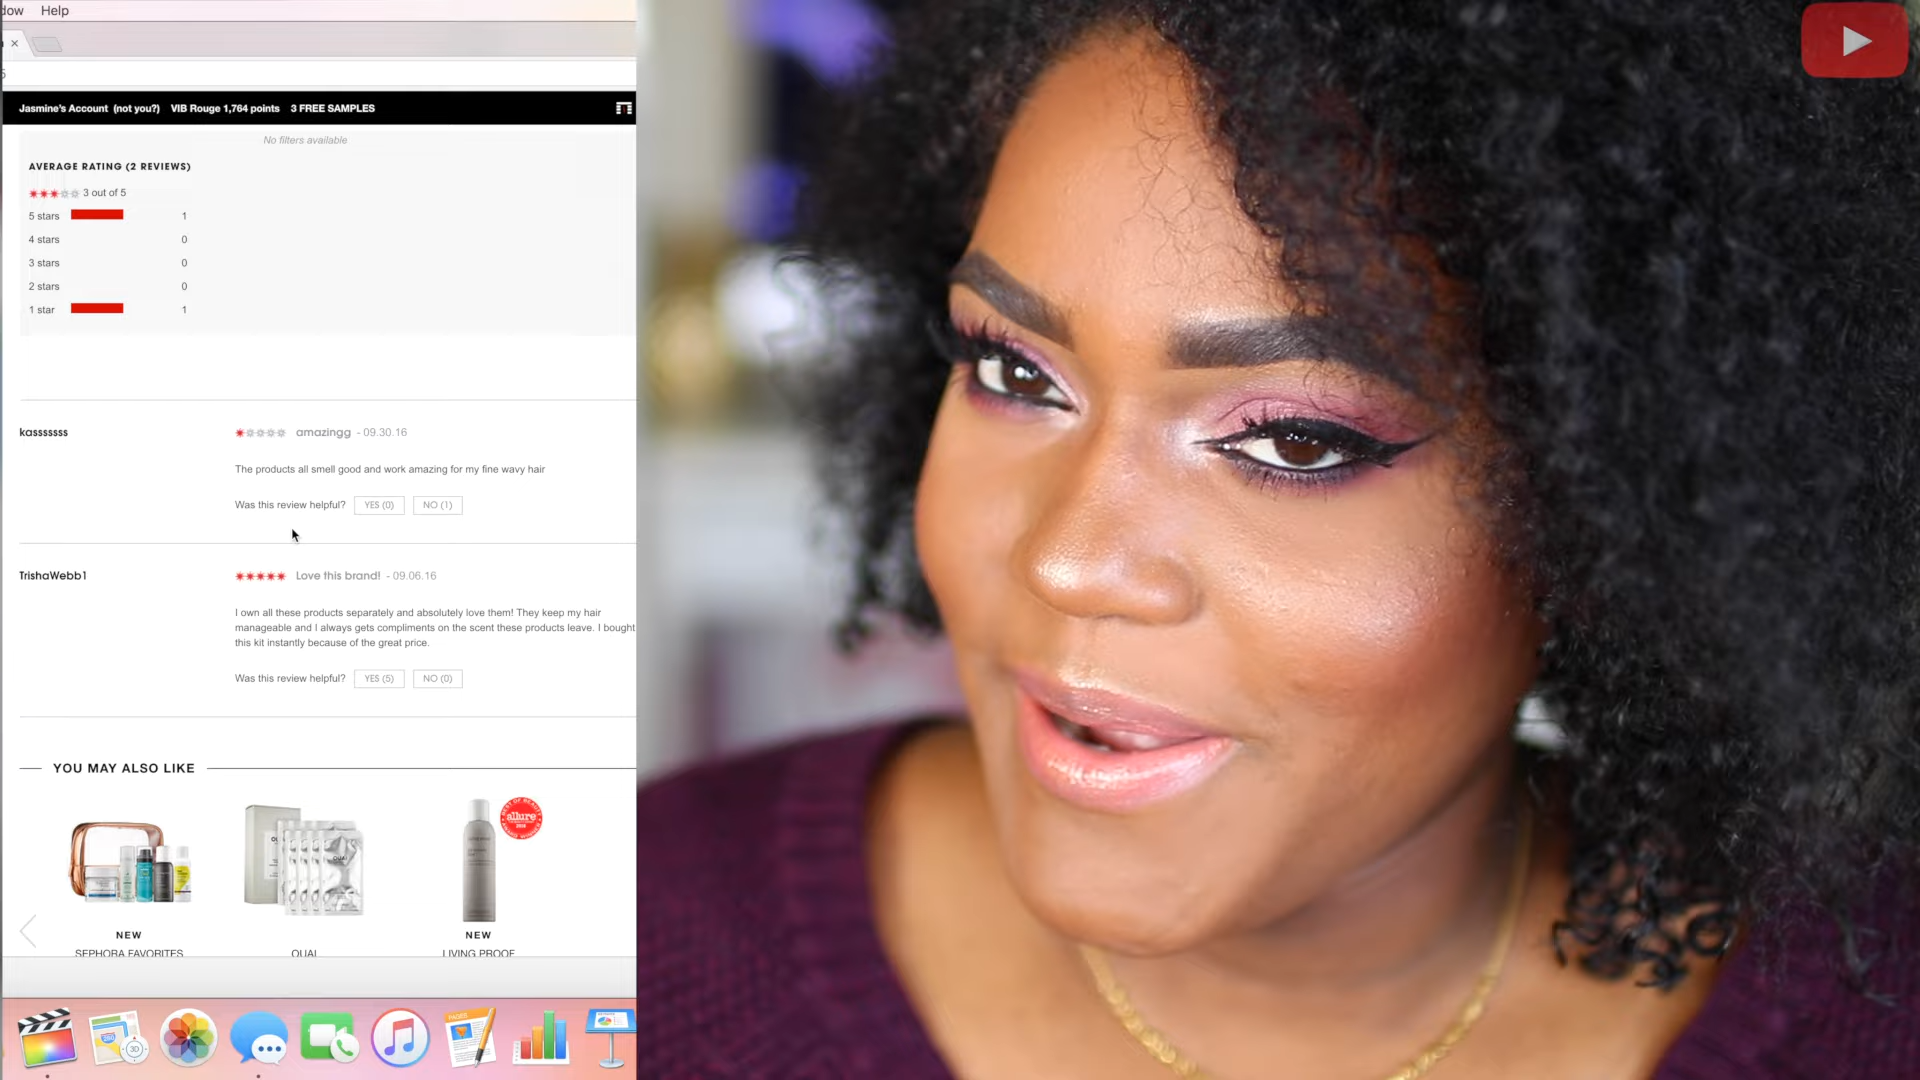 dow Help
Jasmine's Account (not you?) VIB Rouge 1,764 points 3 FREE SAMPLES
No filters available
AVERAGE RATING (2 REVIEWS)
3 out of 5
5 stars 1
4 stars 0
3 stars 0
2 stars 0
1 star 1
kasssssss
amazingg - 09.30.16
The products all smell good and work amazing for my fine wavy hair
Was this review helpful? YES (0) NO (1)
TrishaWebb1
Love this brand! - 09.06.16
I own all these products separately and absolutely love them! They keep my hair
manageable and I always gets compliments on the scent these products leave. I bought
this kit instantly because of the great price.
Was this review helpful? YES (5) NO (0)
YOU MAY ALSO LIKE
allure
NEW
SEPHORA FAVORITES
OUAI
NEW
LIVING PROOF
PAGES
280
3D